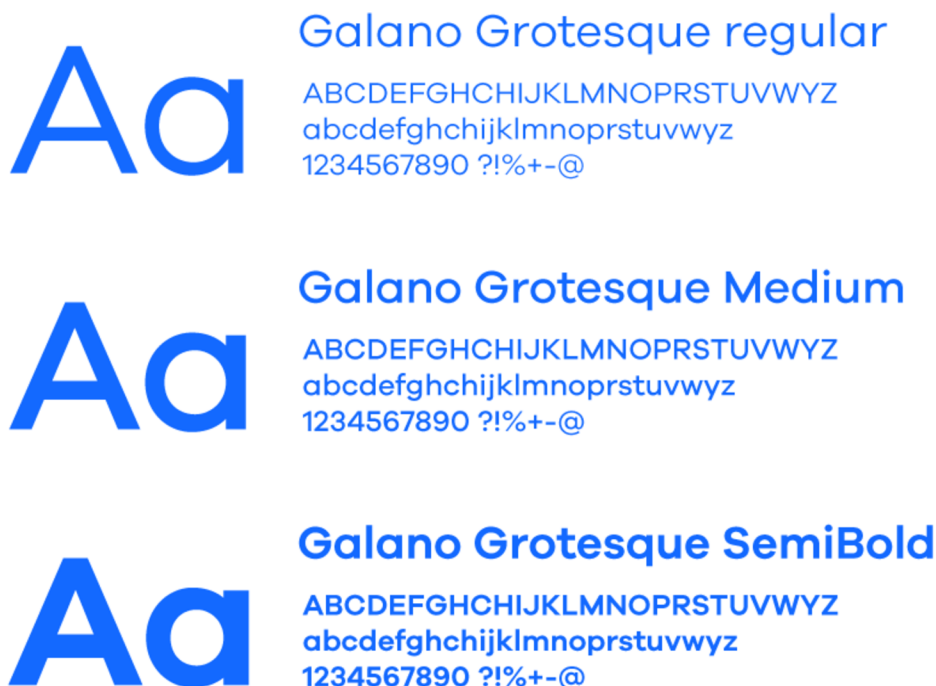 Aa
Galano Grotesque regular
ABCDEFGHCHIJKLMNOPRSTUVWYZ
abcdefghchijklmnoprstuvwyz
1234567890 ?!%+-@
Aa
Galano Grotesque Medium
ABCDEFGHCHIJKLMNOPRSTUVWYZ
abcdefghchijklmnoprstuvwyz
1234567890 ?!%+-@
Aa
Galano Grotesque SemiBold
ABCDEFGHCHIJKLMNOPRSTUVWYZ
abcdefghchijklmnoprstuvwyz
1234567890 ?!%+-@